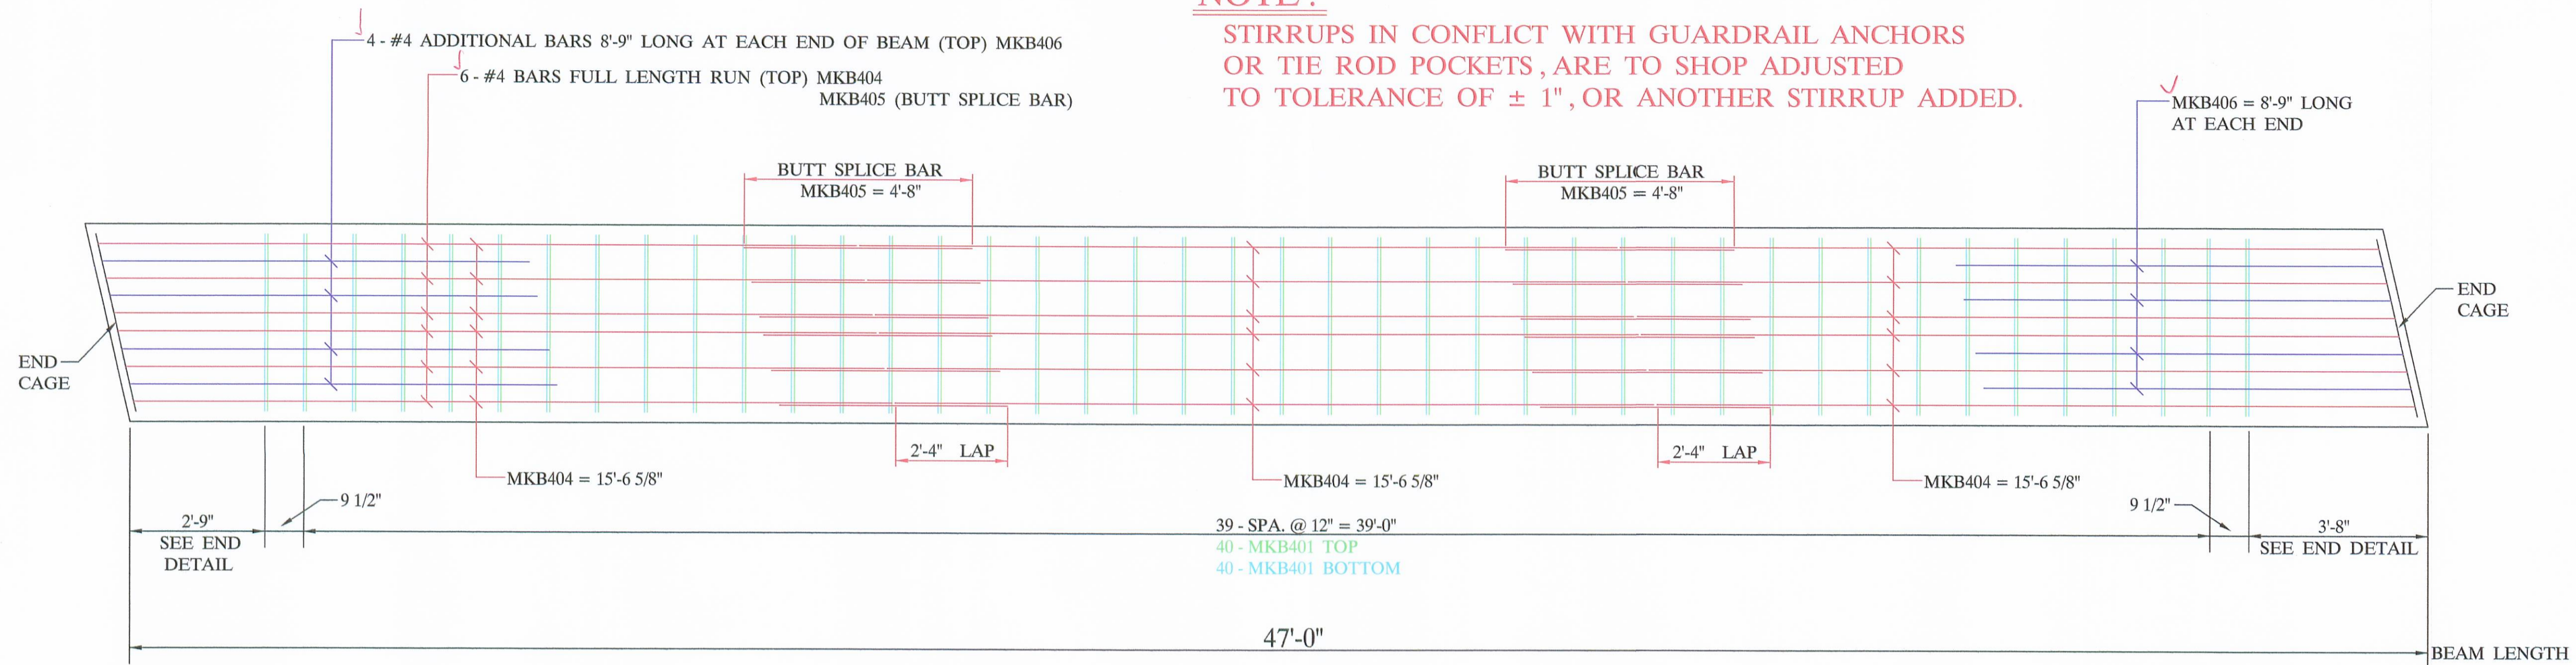 NOTE :
STIRRUPS IN CONFLICT WITH GUARDRAIL ANCHORS
OR TIE ROD POCKETS , ARE TO SHOP ADJUSTED
TO TOLERANCE OF ± 1" , OR ANOTHER STIRRUP ADDED.
4 - #4 ADDITIONAL BARS 8'-9" LONG AT EACH END OF BEAM (TOP) MKB406
6 - #4 BARS FULL LENGTH RUN (TOP) MKB404
MKB405 (BUTT SPLICE BAR)
MKB406 = 8'-9" LONG
AT EACH END
BUTT SPLICE BAR
MKB405 = 4'-8"
BUTT SPLICE BAR
MKB405 = 4'-8"
END
CAGE
END
CAGE
2'-4" LAP
2'-4" LAP
MKB404 = 15'-6 5/8"
MKB404 = 15'-6 5/8"
MKB404 = 15'-6 5/8"
9 1/2"
9 1/2"
2'-9"
SEE END
DETAIL
39 - SPA. @ 12" = 39'-0"
40 - MKB401 TOP
40 - MKB401 BOTTOM
3'-8"
SEE END DETAIL
47'-0"
BEAM LENGTH